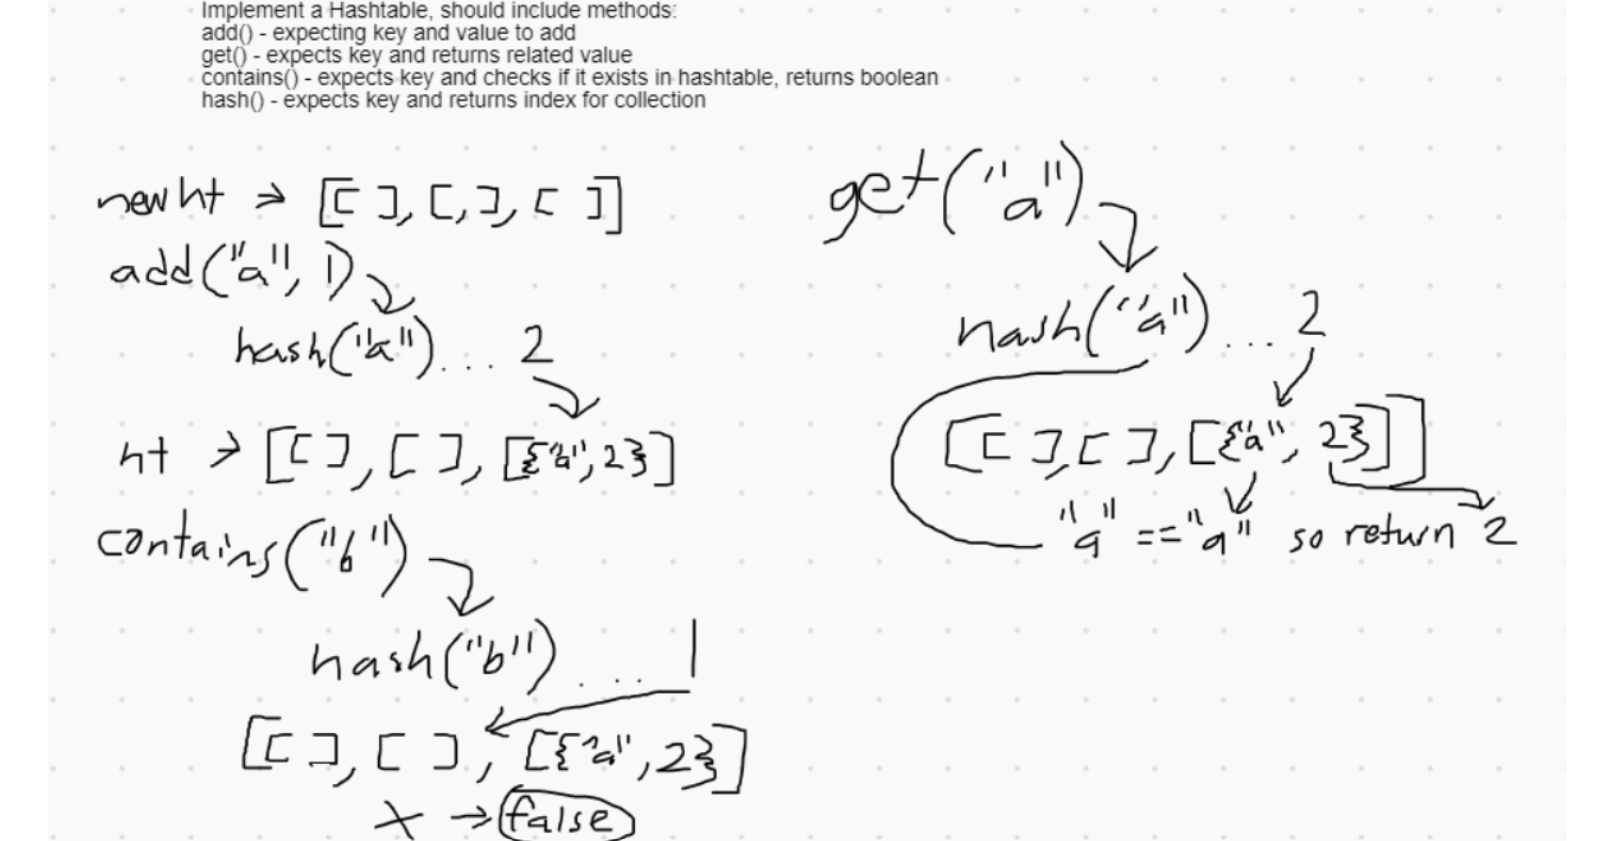 Implement a Hashtable, should include methods:
add() - expecting key and value to add
get() - expects key and returns related value
contains() - expects key and checks if it exists in hashtable, returns boolean
hash() - expects key and returns index for collection
new ht → [[ ], [,], [ ]]
add("a", 1)
hash("a") ... 2
ht → [[ ], [ ], [{"a", 2}]
contains("b")
hash("b") ... 1
[[ ], [ ], [{"a", 2}]
x → false
get("a")
hash("a") ... 2
[[ ], [ ], [{"a", 2}]]
"a" == "a" so return 2